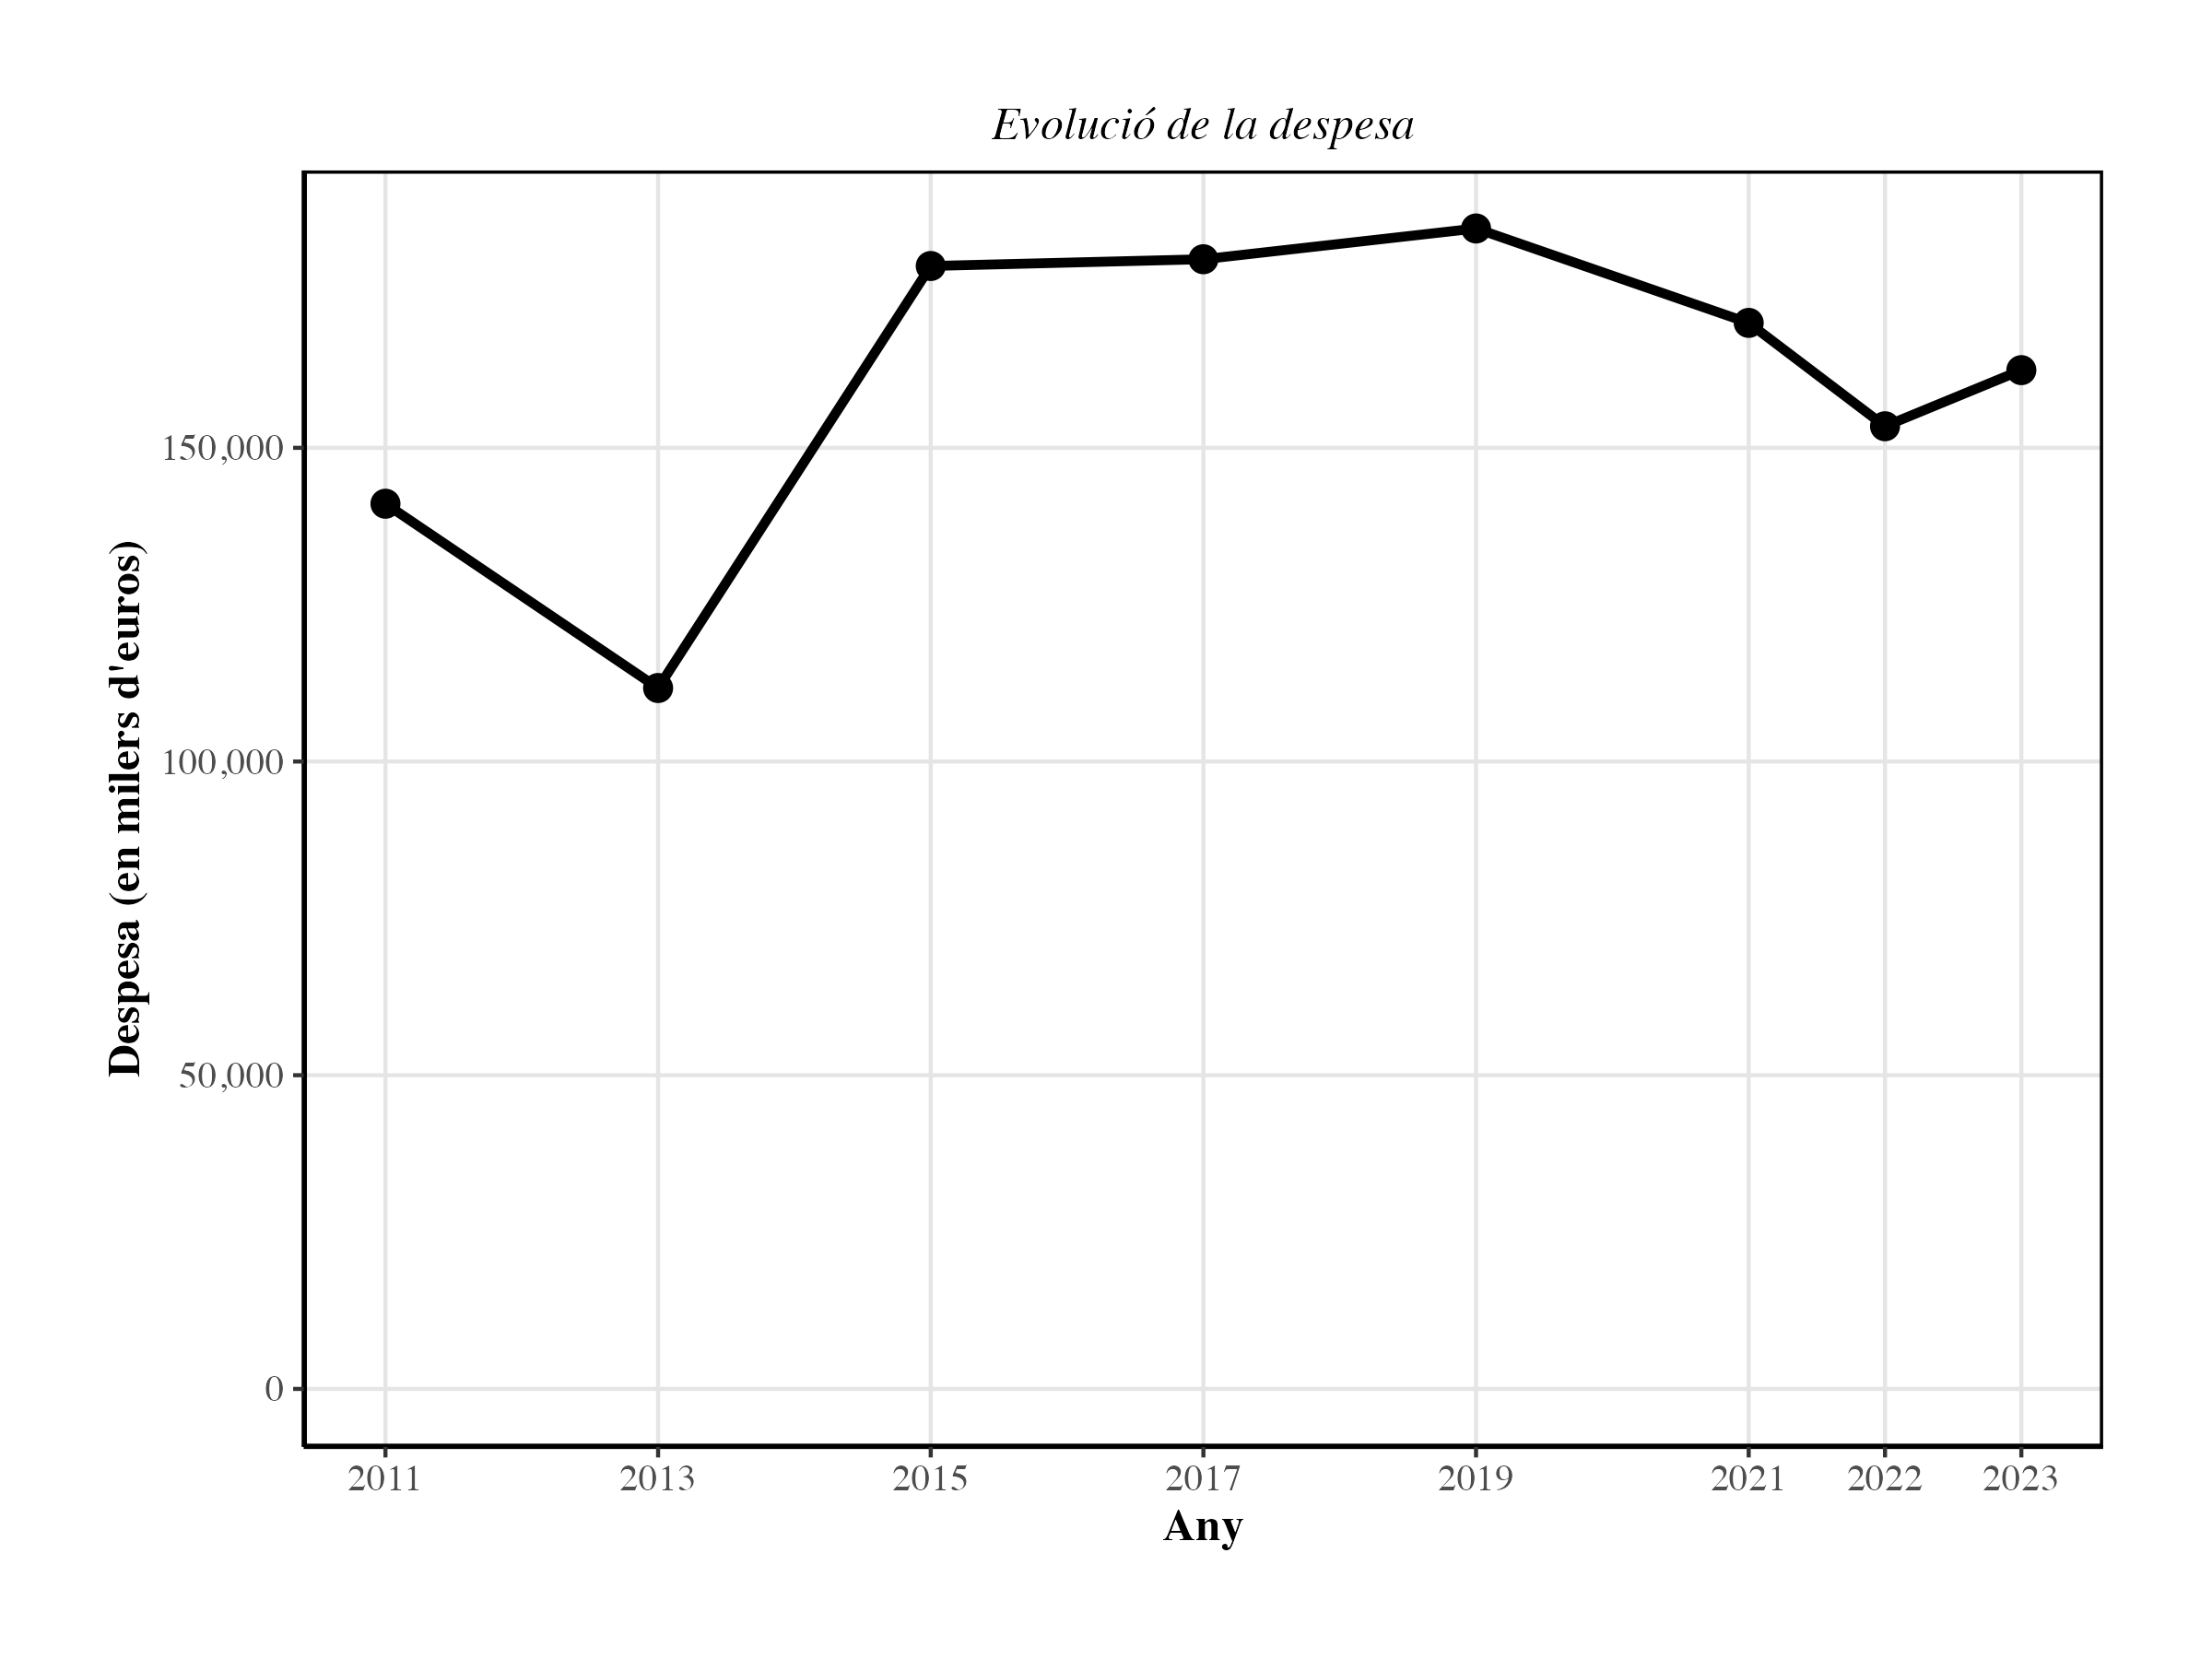 Evolució de la despesa
Despesa (en milers d'euros)
150,000
100,000
50,000
0
2011 2013 2015 2017 2019 2021 2022 2023
Any